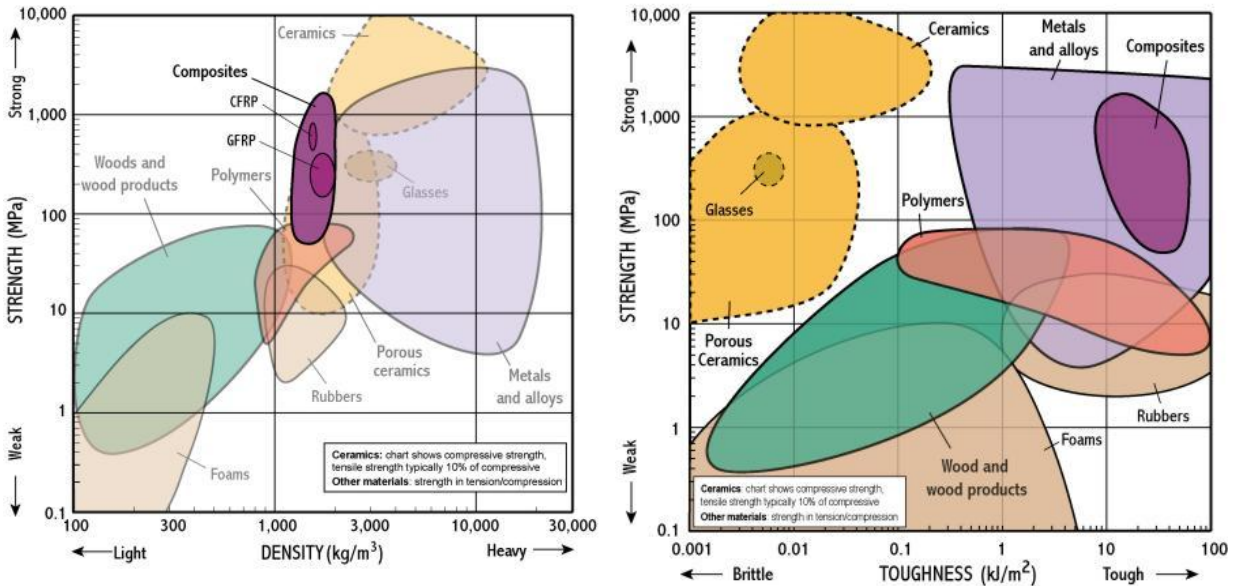 10,000
1,000
100
10
1
0.1
Strong
STRENGTH (MPa)
Weak
Ceramics
Composites
CFRP
GFRP
Woods and
wood products
Polymers
Glasses
Porous
ceramics
Rubbers
Metals
and alloys
Foams
Ceramics: chart shows compressive strength,
tensile strength typically 10% of compressive
Other materials: strength in tension/compression
100
300
1,000
3,000
10,000
30,000
Light
DENSITY (kg/m³)
Heavy
10,000
1,000
100
10
1
0.1
Strong
STRENGTH (MPa)
Weak
Ceramics
Metals
and alloys
Composites
Glasses
Polymers
Porous
Ceramics
Rubbers
Foams
Wood and
wood products
Ceramics: chart shows compressive strength,
tensile strength typically 10% of compressive
Other materials: strength in tension/compression
0.001
0.01
0.1
1
10
100
Brittle
TOUGHNESS (kJ/m²)
Tough